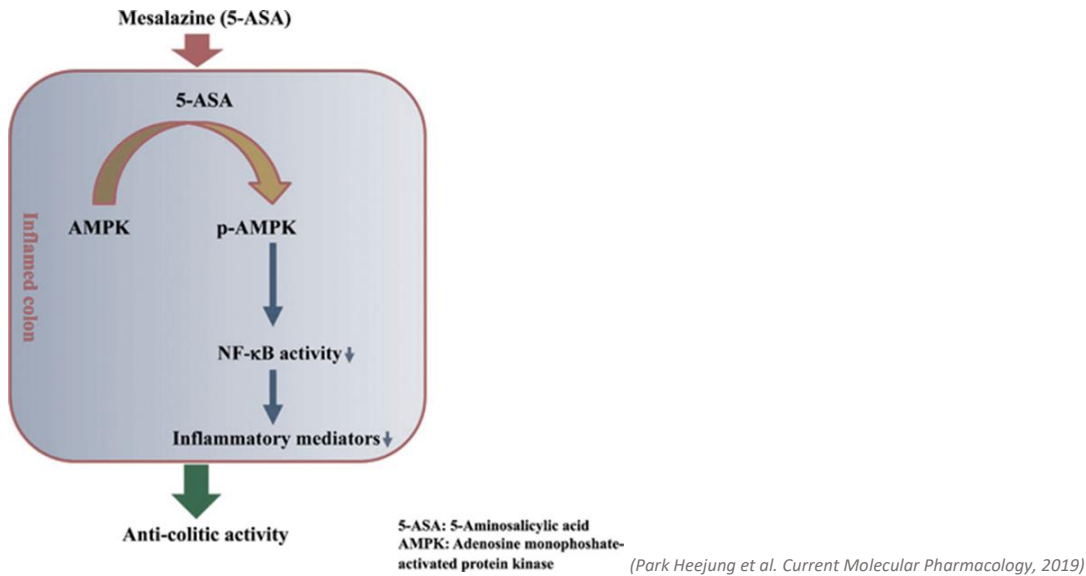 Mesalazine (5-ASA)
5-ASA
AMPK
p-AMPK
Inflamed colon
NF-κB activity
Inflammatory mediators
Anti-colitic activity
5-ASA: 5-Aminosalicylic acid
AMPK: Adenosine monophoshate-
activated protein kinase
(Park Heejung et al. Current Molecular Pharmacology, 2019)